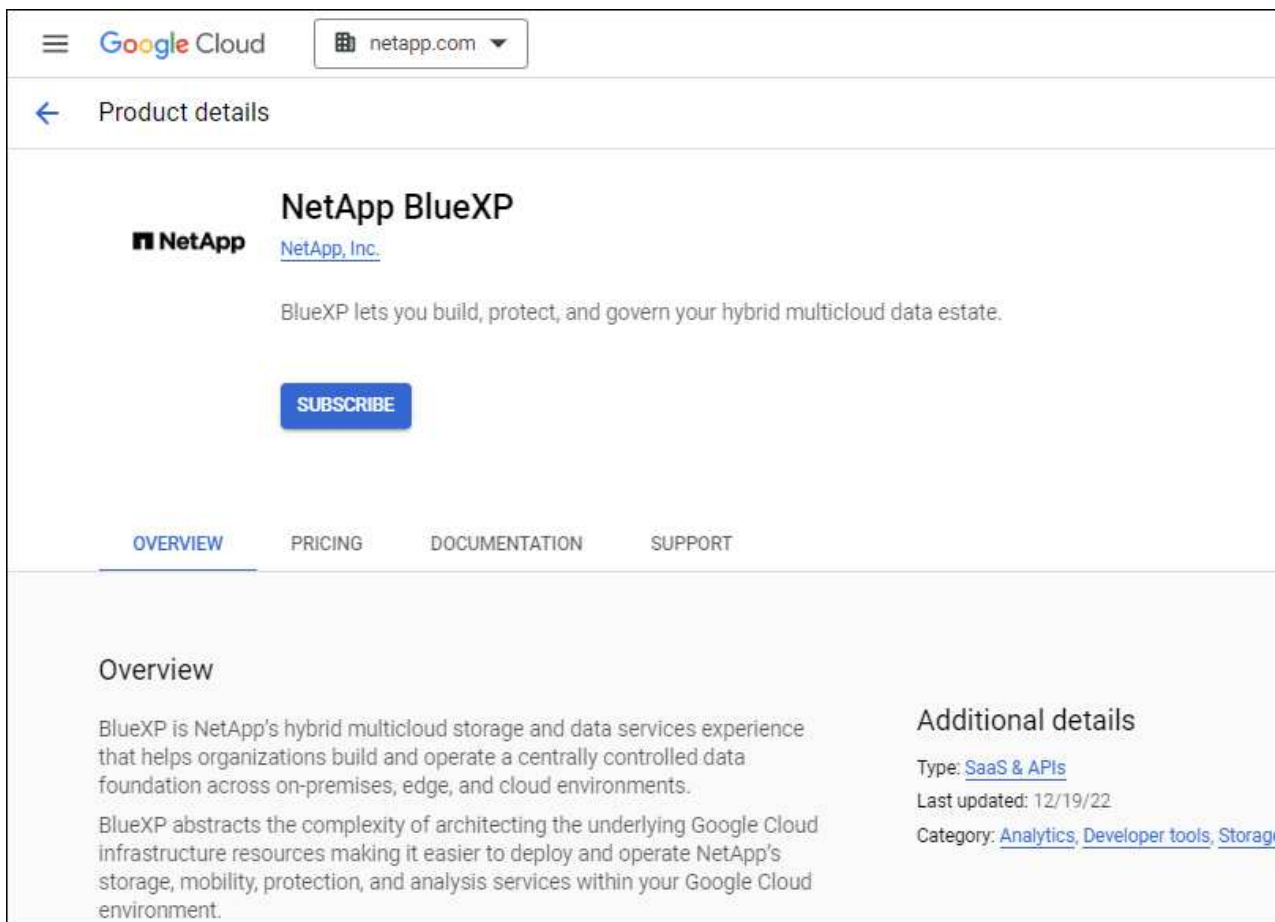 Google Cloud
netapp.com
Product details
NetApp BlueXP
NetApp
NetApp, Inc.
BlueXP lets you build, protect, and govern your hybrid multicloud data estate.
SUBSCRIBE
OVERVIEW
PRICING
DOCUMENTATION
SUPPORT
Overview
BlueXP is NetApp's hybrid multicloud storage and data services experience
that helps organizations build and operate a centrally controlled data
foundation across on-premises, edge, and cloud environments.
BlueXP abstracts the complexity of architecting the underlying Google Cloud
infrastructure resources making it easier to deploy and operate NetApp's
storage, mobility, protection, and analysis services within your Google Cloud
environment.
Additional details
Type: SaaS & APIs
Last updated: 12/19/22
Category: Analytics, Developer tools, Storage